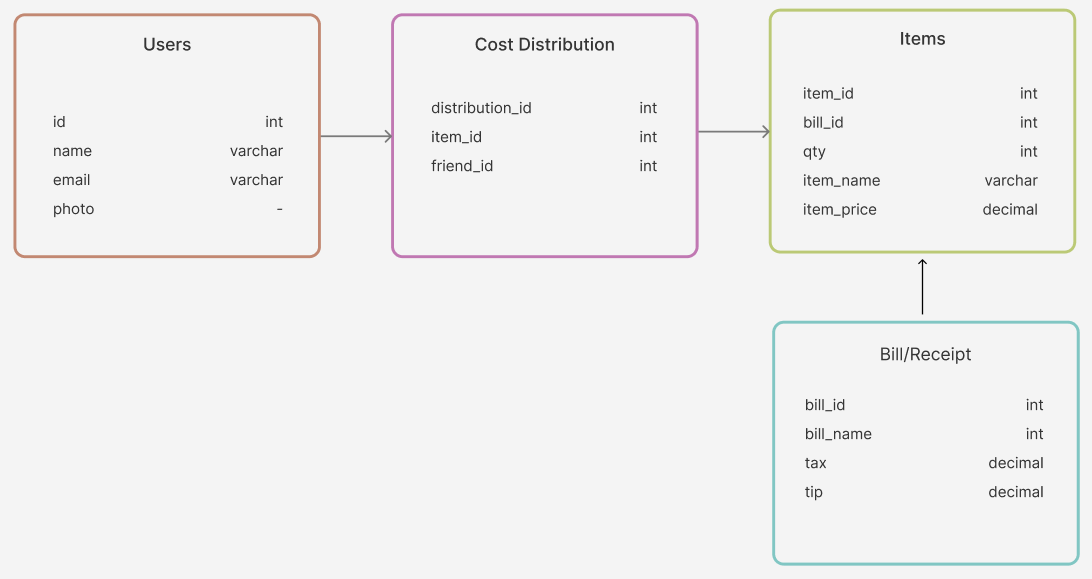 Users
id int
name varchar
email varchar
photo -
Cost Distribution
distribution_id int
item_id int
friend_id int
Items
item_id int
bill_id int
qty int
item_name varchar
item_price decimal
Bill/Receipt
bill_id int
bill_name int
tax decimal
tip decimal